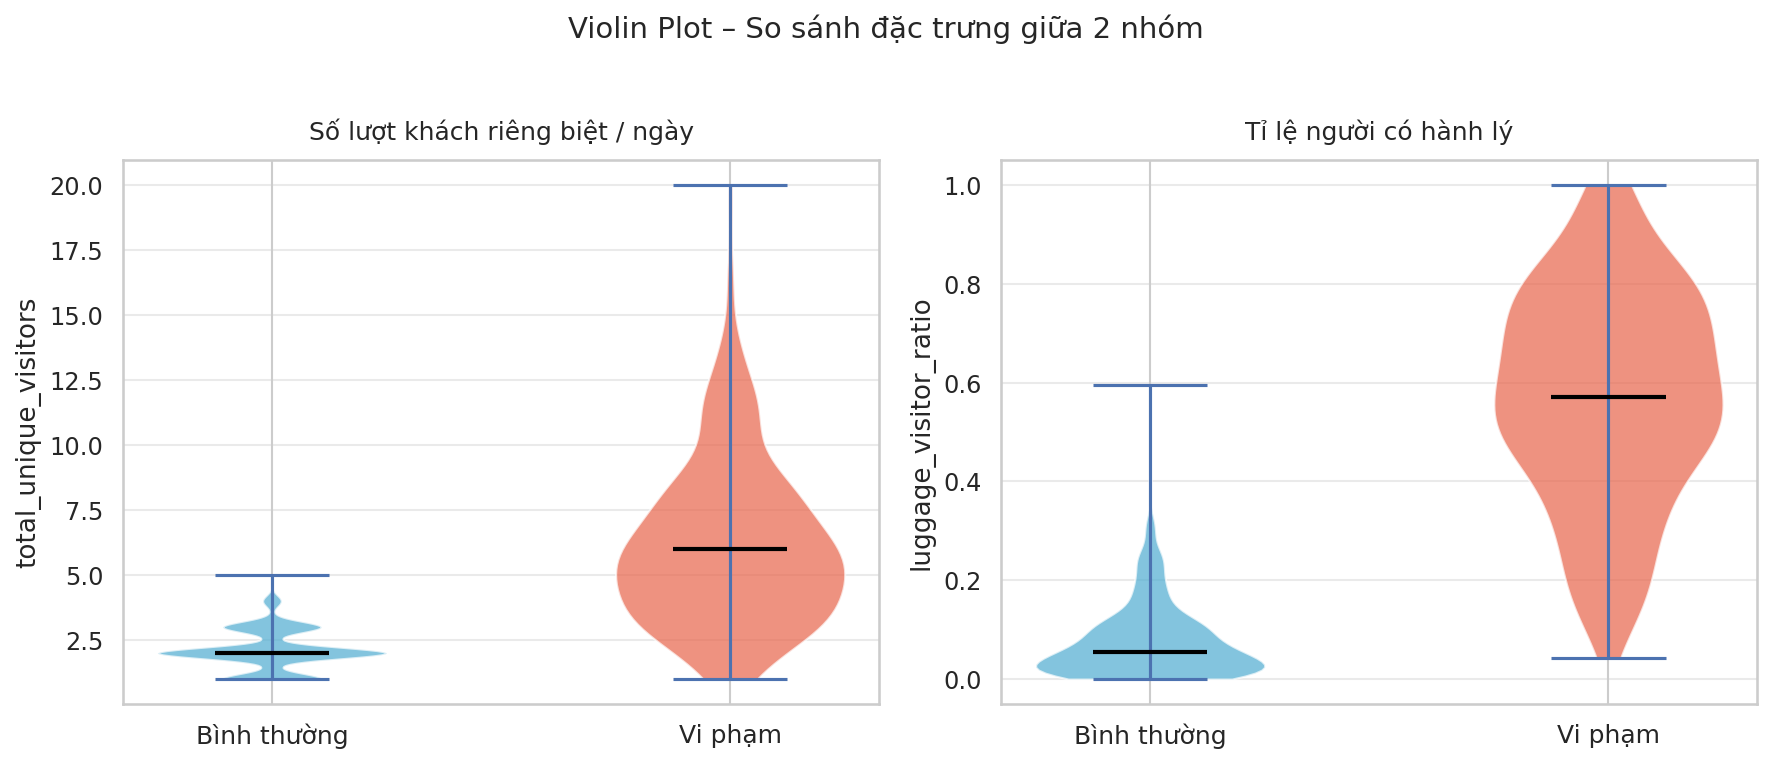 Violin Plot – So sánh đặc trưng giữa 2 nhóm
Số lượt khách riêng biệt / ngày
total_unique_visitors
20.0
17.5
15.0
12.5
10.0
7.5
5.0
2.5
Bình thường
Vi phạm
Tỉ lệ người có hành lý
luggage_visitor_ratio
1.0
0.8
0.6
0.4
0.2
0.0
Bình thường
Vi phạm